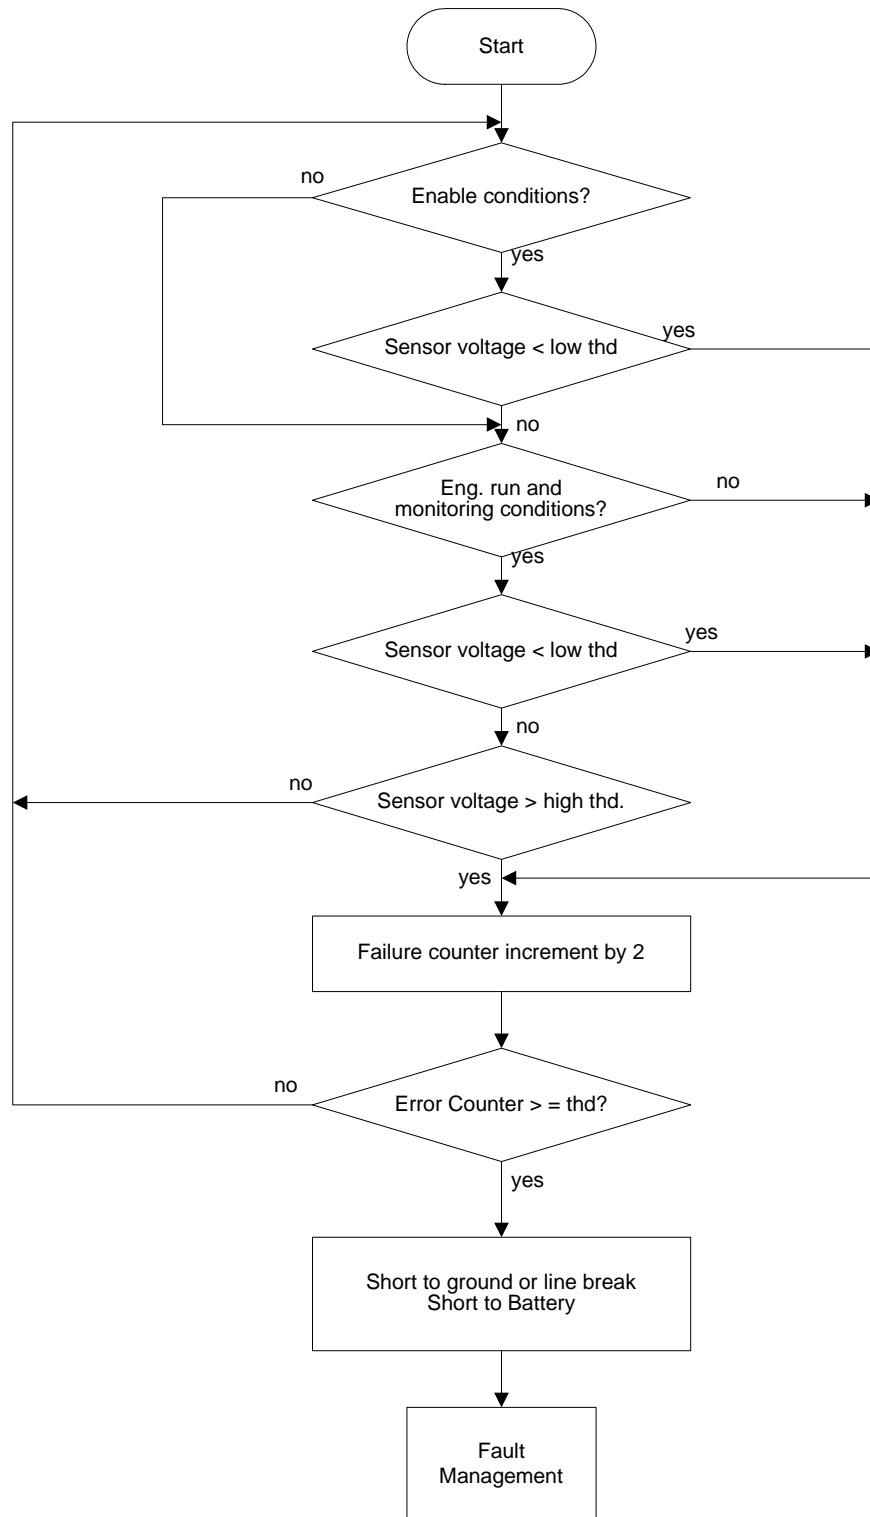 Start
no
Enable conditions?
yes
Sensor voltage < low thd
yes
no
Eng. run and
monitoring conditions?
no
yes
Sensor voltage < low thd
yes
no
no
Sensor voltage > high thd.
yes
Failure counter increment by 2
no
Error Counter > = thd?
yes
Short to ground or line break
Short to Battery
Fault
Management